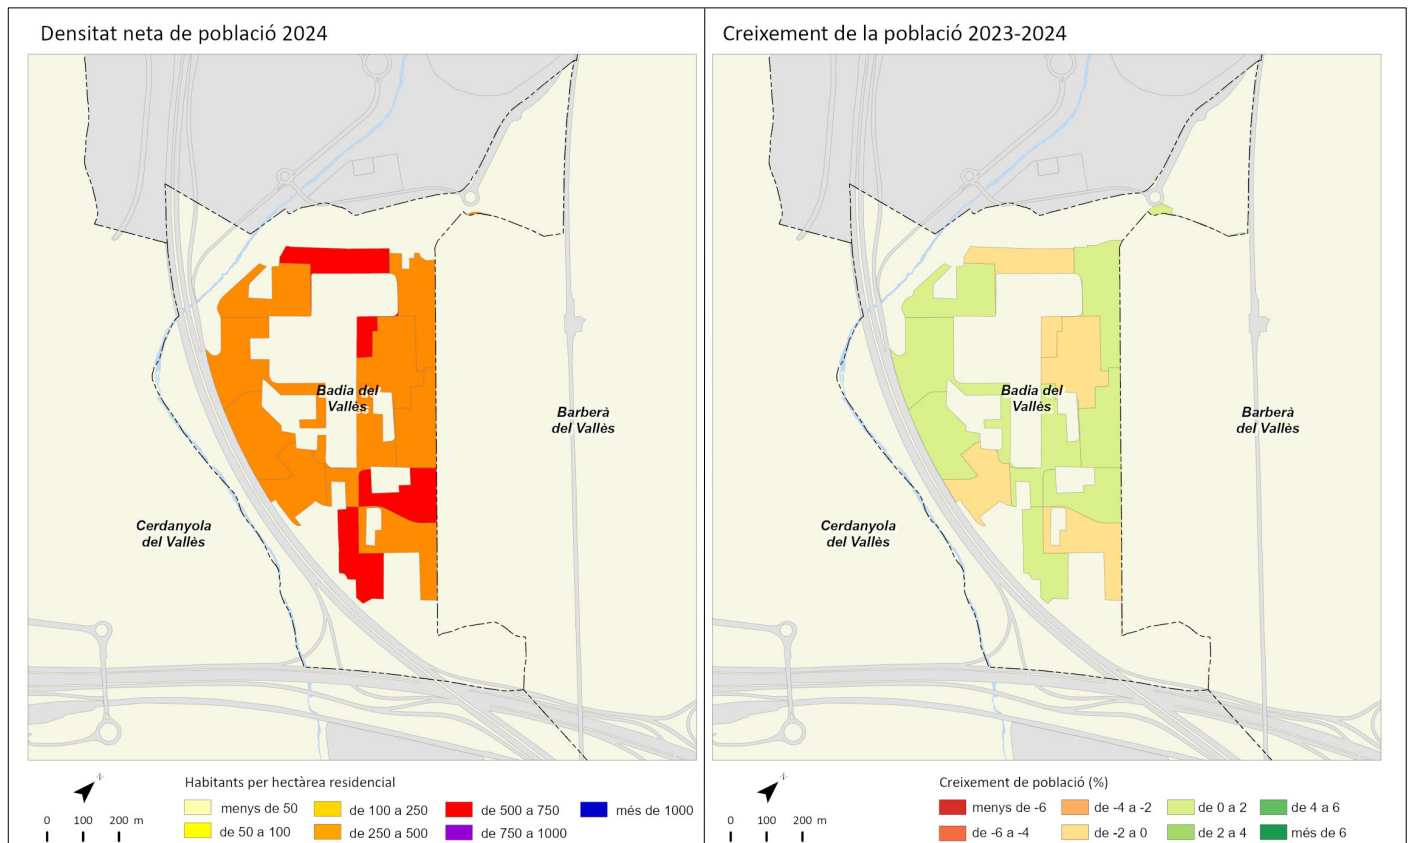 Densitat neta de població 2024
Badia del
Vallès
Barberà
del Vallès
Cerdanyola
del Vallès
N
0 100 200 m
Habitants per hectàrea residencial
menys de 50
de 100 a 250
de 500 a 750
més de 1000
de 50 a 100
de 250 a 500
de 750 a 1000
Creixement de la població 2023-2024
Badia del
Vallès
Barberà
del Vallès
Cerdanyola
del Vallès
N
0 100 200 m
Creixement de població (%)
menys de -6
de -4 a -2
de 0 a 2
de 4 a 6
de -6 a -4
de -2 a 0
de 2 a 4
més de 6